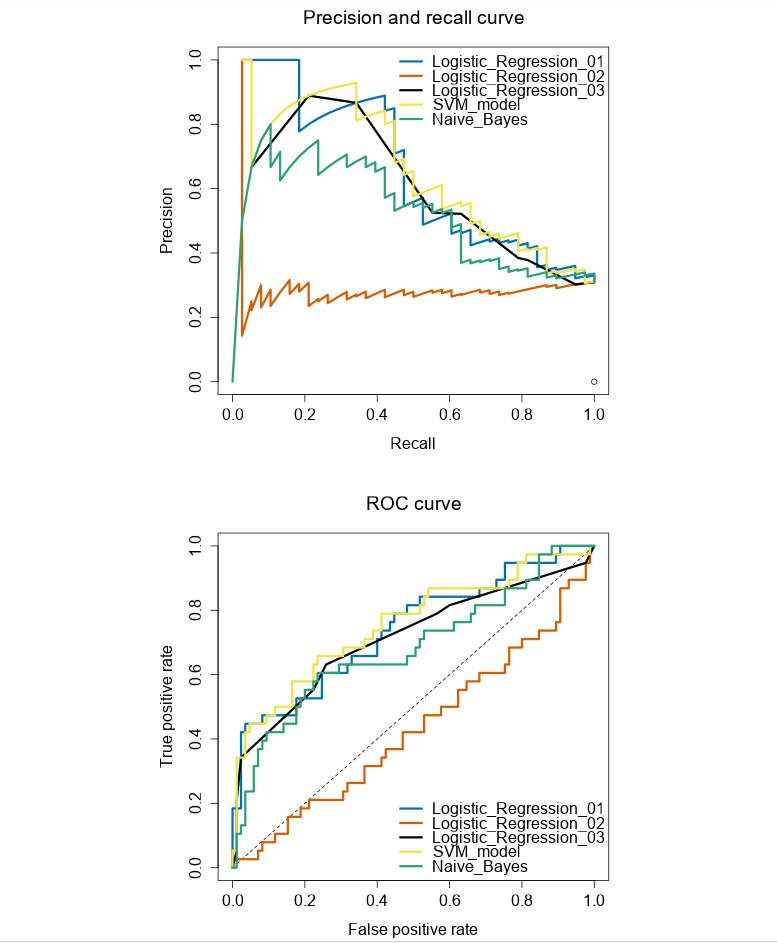 Precision and recall curve
1.0
0.8
0.6
0.4
0.2
0.0
Precision
Logistic_Regression_01
Logistic_Regression_02
Logistic_Regression_03
SVM_model
Naive_Bayes
0.0 0.2 0.4 0.6 0.8 1.0
Recall
ROC curve
1.0
0.8
0.6
0.4
0.2
0.0
True positive rate
Logistic_Regression_01
Logistic_Regression_02
Logistic_Regression_03
SVM_model
Naive_Bayes
0.0 0.2 0.4 0.6 0.8 1.0
False positive rate